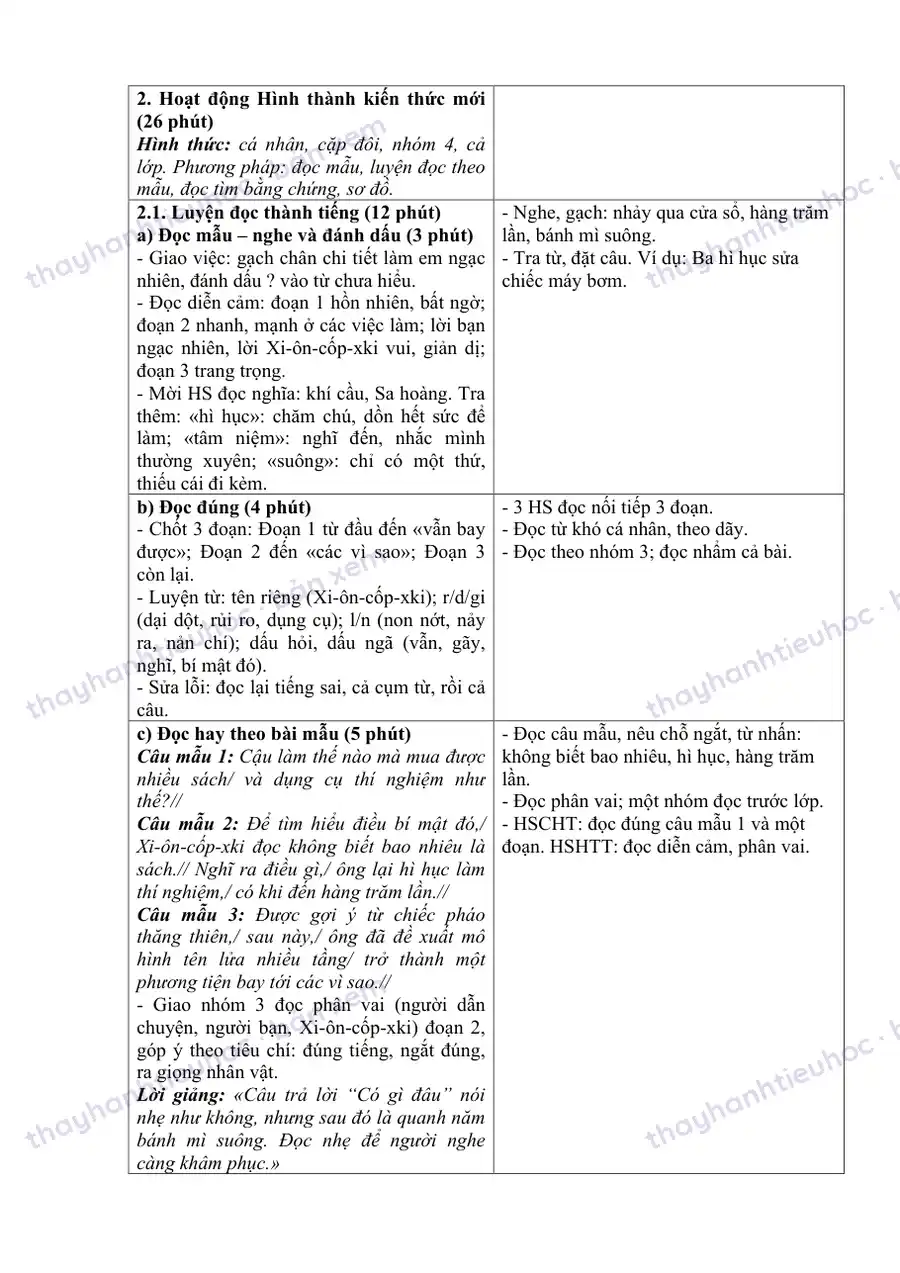 2. Hoạt động Hình thành kiến thức mới
(26 phút)
Hình thức: cá nhân, cặp đôi, nhóm 4, cả
lớp. Phương pháp: đọc mẫu, luyện đọc theo
mẫu, đọc tìm bằng chứng, sơ đồ.
2.1. Luyện đọc thành tiếng (12 phút)
a) Đọc mẫu – nghe và đánh dấu (3 phút)
- Giao việc: gạch chân chi tiết làm em ngạc
nhiên, đánh dấu ? vào từ chưa hiểu.
- Đọc diễn cảm: đoạn 1 hồn nhiên, bất ngờ;
đoạn 2 nhanh, mạnh ở các việc làm; lời bạn
ngạc nhiên, lời Xi-ôn-cốp-xki vui, giản dị;
đoạn 3 trang trọng.
- Mời HS đọc nghĩa: khí cầu, Sa hoàng. Tra
thêm: «hì hục»: chăm chú, dồn hết sức để
làm; «tâm niệm»: nghĩ đến, nhắc mình
thường xuyên; «suông»: chỉ có một thứ,
thiếu cái đi kèm.
- Nghe, gạch: nhảy qua cửa sổ, hàng trăm
lần, bánh mì suông.
- Tra từ, đặt câu. Ví dụ: Ba hì hục sửa
chiếc máy bơm.
b) Đọc đúng (4 phút)
- Chốt 3 đoạn: Đoạn 1 từ đầu đến «vẫn bay
được»; Đoạn 2 đến «các vì sao»; Đoạn 3
còn lại.
- Luyện từ: tên riêng (Xi-ôn-cốp-xki); r/d/gi
(dại dột, rủi ro, dụng cụ); l/n (non nớt, nảy
ra, nản chí); dấu hỏi, dấu ngã (vẫn, gãy,
nghĩ, bí mật đó).
- Sửa lỗi: đọc lại tiếng sai, cả cụm từ, rồi cả
câu.
- 3 HS đọc nối tiếp 3 đoạn.
- Đọc từ khó cá nhân, theo dãy.
- Đọc theo nhóm 3; đọc nhẩm cả bài.
c) Đọc hay theo bài mẫu (5 phút)
Câu mẫu 1: Cậu làm thế nào mà mua được
nhiều sách/ và dụng cụ thí nghiệm như
thế?//
Câu mẫu 2: Để tìm hiểu điều bí mật đó,/
Xi-ôn-cốp-xki đọc không biết bao nhiêu là
sách.// Nghĩ ra điều gì,/ ông lại hì hục làm
thí nghiệm,/ có khi đến hàng trăm lần.//
Câu mẫu 3: Được gợi ý từ chiếc pháo
thăng thiên,/ sau này,/ ông đã đề xuất mô
hình tên lửa nhiều tầng/ trở thành một
phương tiện bay tới các vì sao.//
- Giao nhóm 3 đọc phân vai (người dẫn
chuyện, người bạn, Xi-ôn-cốp-xki) đoạn 2,
góp ý theo tiêu chí: đúng tiếng, ngắt đúng,
ra giọng nhân vật.
Lời giảng: «Câu trả lời “Có gì đâu” nói
nhẹ như không, nhưng sau đó là quanh năm
bánh mì suông. Đọc nhẹ để người nghe
càng khâm phục.»
- Đọc câu mẫu, nêu chỗ ngắt, từ nhấn:
không biết bao nhiêu, hì hục, hàng trăm
lần.
- Đọc phân vai; một nhóm đọc trước lớp.
- HSCHT: đọc đúng câu mẫu 1 và một
đoạn. HSHTT: đọc diễn cảm, phân vai.
thayhanhtieuhoc · bản xem
thayhanhtieuhoc · b
thayhanhtieuhoc · bản xem
thayhanhtieuhoc · b
thayhanhtieuhoc · bản xem
thayhanhtieuhoc · b